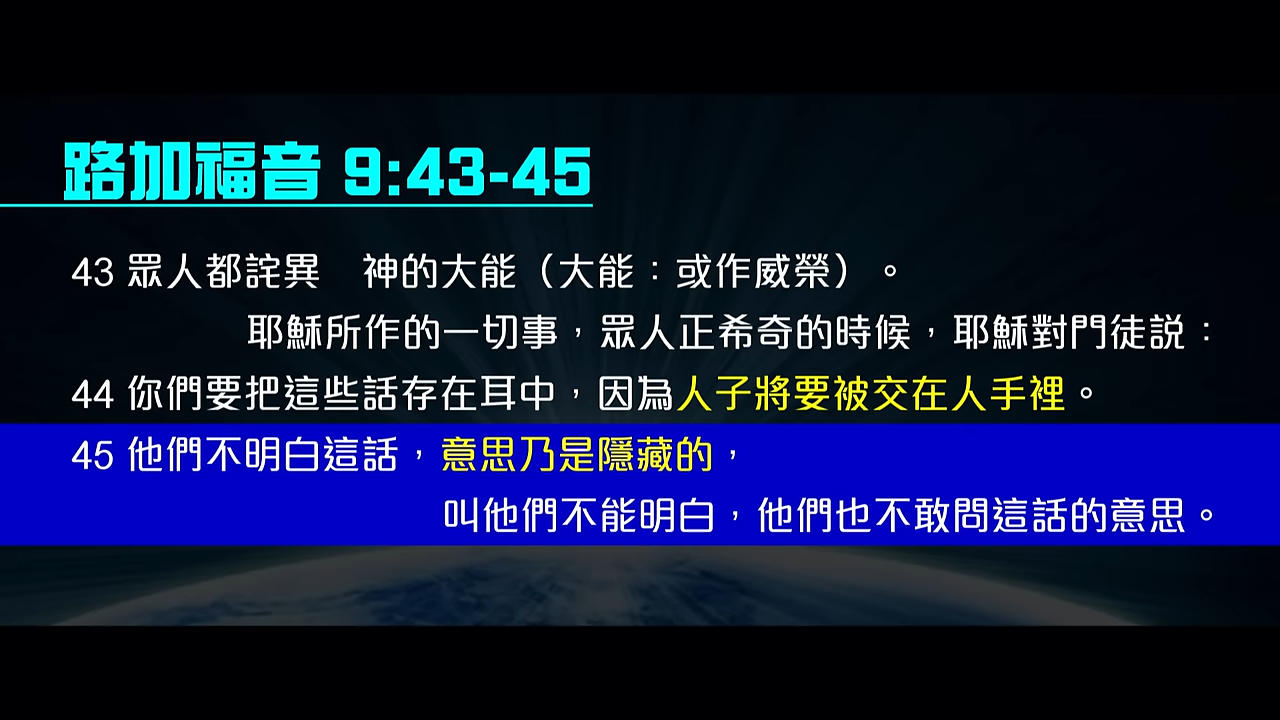 路加福音 9:43-45
43 眾人都詫異　神的大能（大能：或作威榮）。
耶穌所作的一切事，眾人正希奇的時候，耶穌對門徒説：
44 你們要把這些話存在耳中，因為人子將要被交在人手裡。
45 他們不明白這話，意思乃是隱藏的，
叫他們不能明白，他們也不敢問這話的意思。